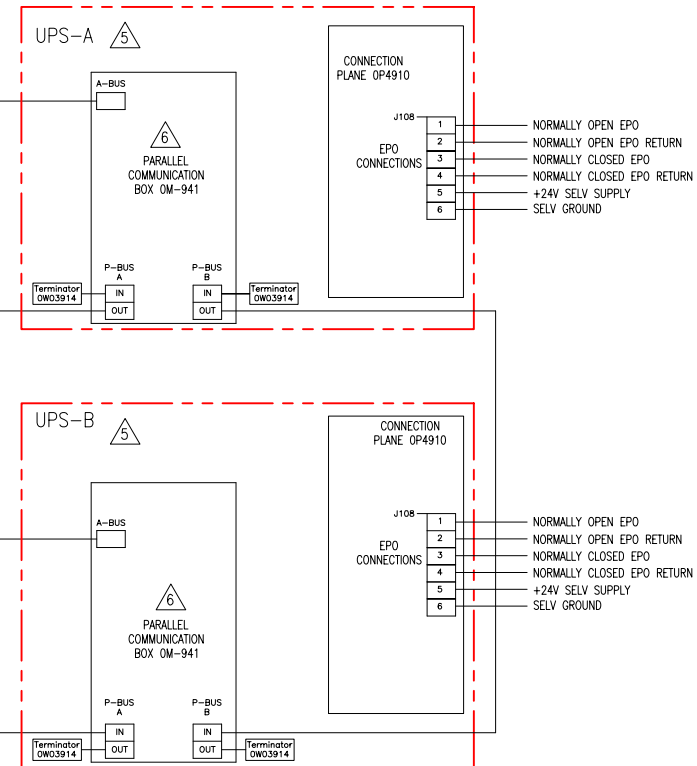 UPS-A
5
CONNECTION
PLANE 0P4910
A-BUS
6
PARALLEL
COMMUNICATION
BOX 0M-941
J108
EPO
CONNECTIONS
1
NORMALLY OPEN EPO
2
NORMALLY OPEN EPO RETURN
3
NORMALLY CLOSED EPO
4
NORMALLY CLOSED EPO RETURN
5
+24V SELV SUPPLY
6
SELV GROUND
P-BUS
A
P-BUS
B
Terminator
0W03914
IN
OUT
IN
OUT
Terminator
0W03914
UPS-B
5
CONNECTION
PLANE 0P4910
A-BUS
6
PARALLEL
COMMUNICATION
BOX 0M-941
J108
EPO
CONNECTIONS
1
NORMALLY OPEN EPO
2
NORMALLY OPEN EPO RETURN
3
NORMALLY CLOSED EPO
4
NORMALLY CLOSED EPO RETURN
5
+24V SELV SUPPLY
6
SELV GROUND
P-BUS
A
P-BUS
B
IN
OUT
IN
OUT
Terminator
0W03914
Terminator
0W03914